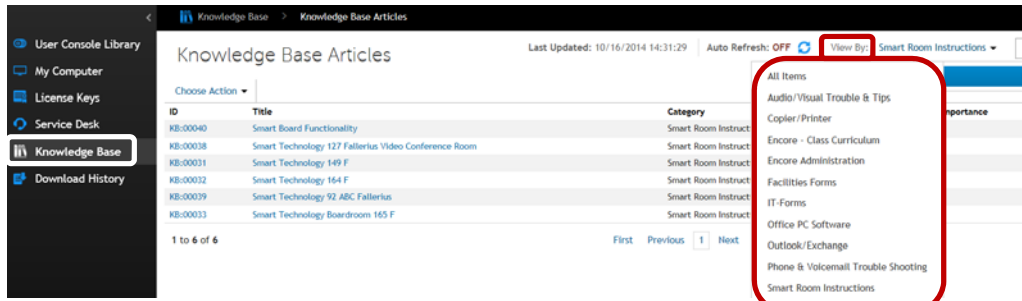 Knowledge Base > Knowledge Base Articles
User Console Library
My Computer
License Keys
Service Desk
Knowledge Base
Download History
Knowledge Base Articles
Last Updated: 10/16/2014 14:31:29 Auto Refresh: OFF View By: Smart Room Instructions
Choose Action
ID Title Category mportance
KB:00040 Smart Board Functionality Smart Room Instruct
KB:00038 Smart Technology 127 Fallerius Video Conference Room Smart Room Instruct
KB:00031 Smart Technology 149 F Smart Room Instruct
KB:00032 Smart Technology 164 F Smart Room Instruct
KB:00039 Smart Technology 92 ABC Fallerius Smart Room Instruct
KB:00033 Smart Technology Boardroom 165 F Smart Room Instruct
1 to 6 of 6 First Previous 1 Next
All Items
Audio/Visual Trouble & Tips
Copier/Printer
Encore - Class Curriculum
Encore Administration
Facilities Forms
IT-Forms
Office PC Software
Outlook/Exchange
Phone & Voicemail Trouble Shooting
Smart Room Instructions